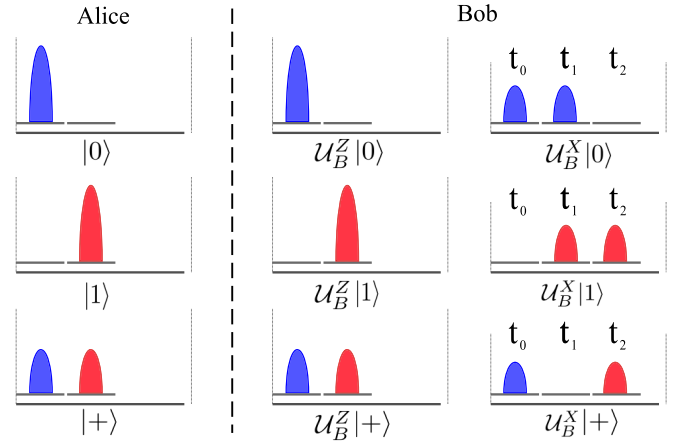 Alice Bob
t₀ t₁ t₂
|0⟩ 𝒰_B^Z|0⟩ 𝒰_B^X|0⟩
t₀ t₁ t₂
|1⟩ 𝒰_B^Z|1⟩ 𝒰_B^X|1⟩
t₀ t₁ t₂
|+⟩ 𝒰_B^Z|+⟩ 𝒰_B^X|+⟩